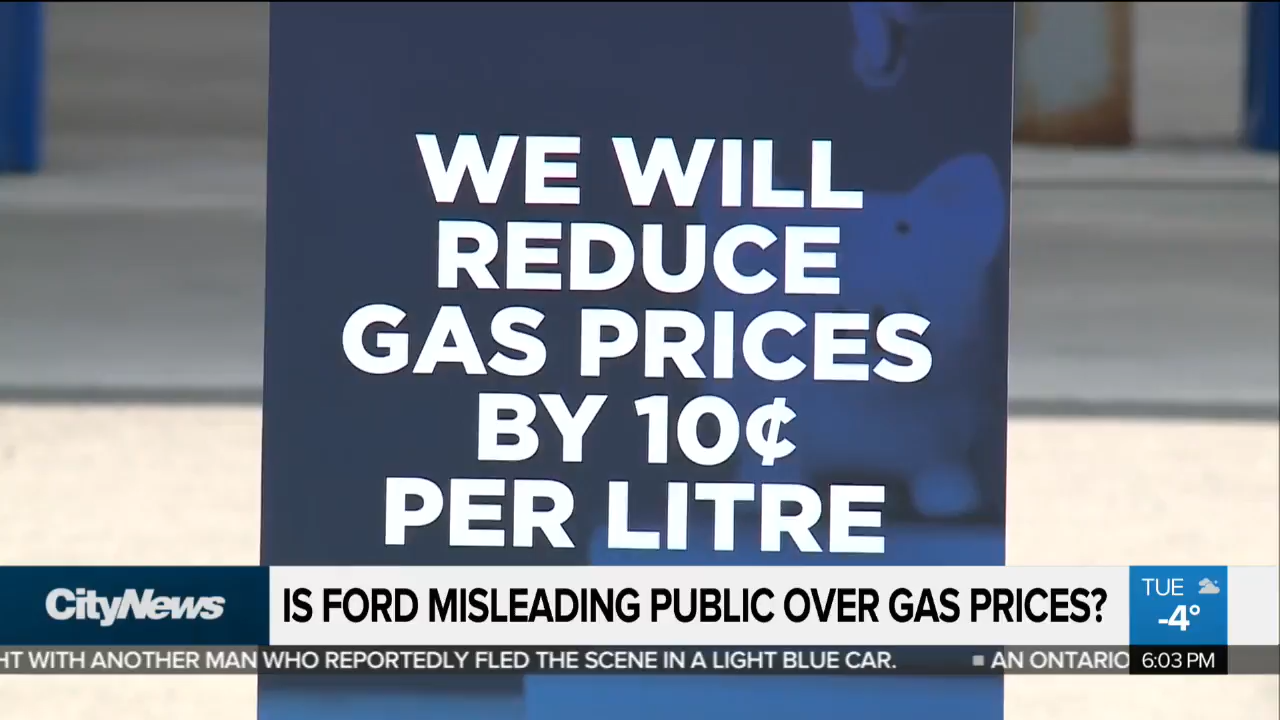 WE WILL
REDUCE
GAS PRICES
BY 10¢
PER LITRE
CityNews
IS FORD MISLEADING PUBLIC OVER GAS PRICES?
TUE
-4°
HT WITH ANOTHER MAN WHO REPORTEDLY FLED THE SCENE IN A LIGHT BLUE CAR. ■ AN ONTARIO
6:03 PM